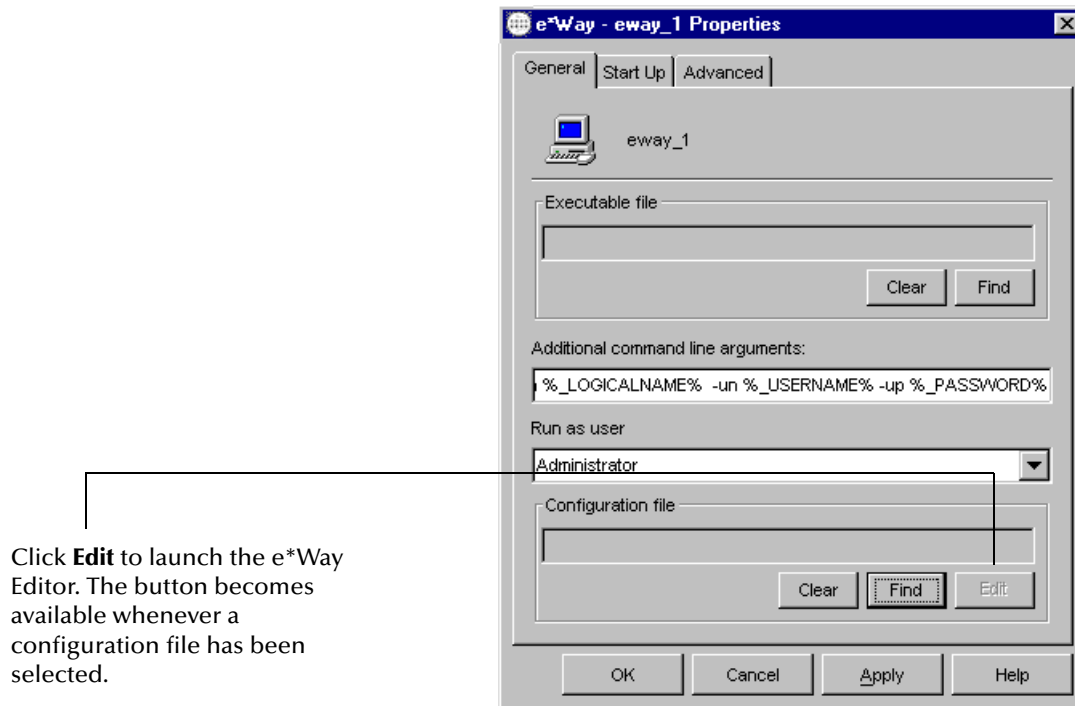 e*Way - eway_1 Properties
General
Start Up
Advanced
eway_1
Executable file
Clear
Find
Additional command line arguments:
%_LOGICALNAME% -un %_USERNAME% -up %_PASSWORD%
Run as user
Administrator
Configuration file
Clear
Find
Edit
OK
Cancel
Apply
Help
Click Edit to launch the e*Way
Editor. The button becomes
available whenever a
configuration file has been
selected.